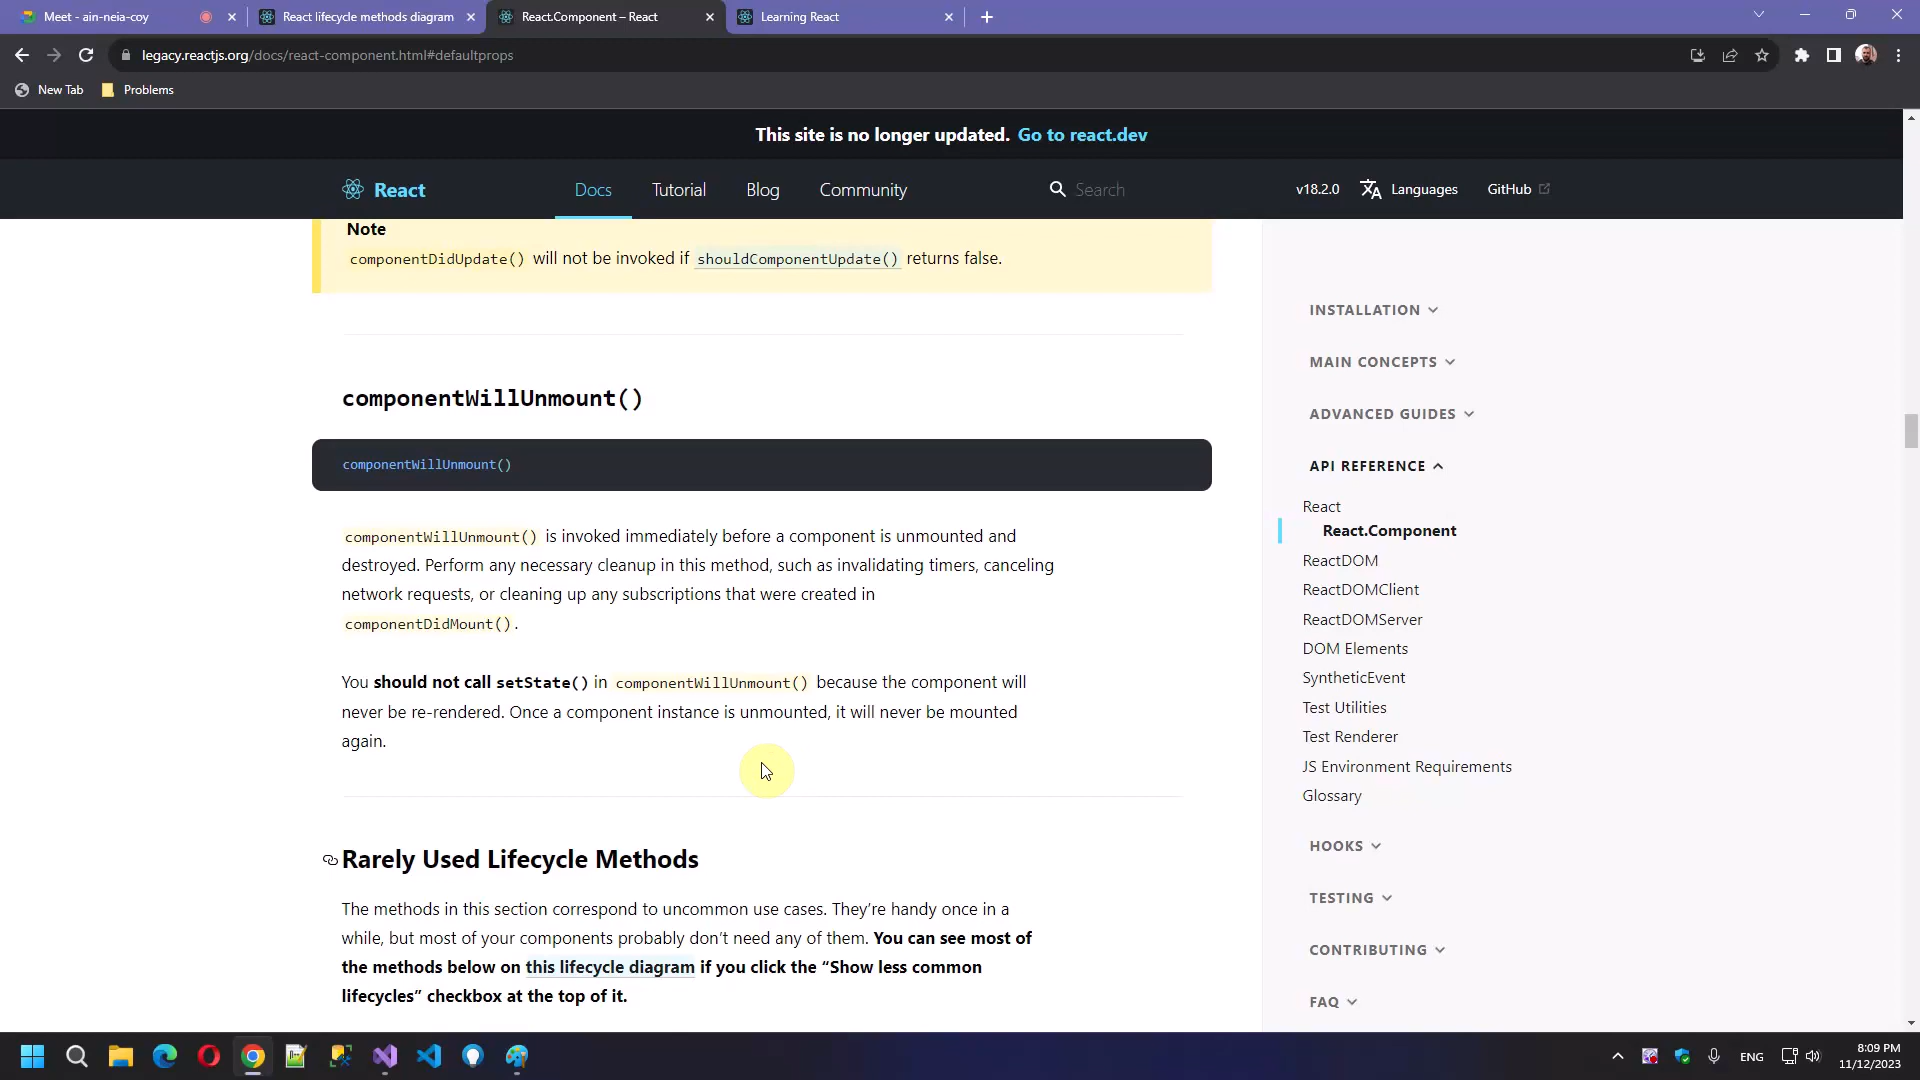 Meet - ain-neia-coy
React lifecycle methods diagram
React.Component – React
Learning React
legacy.reactjs.org/docs/react-component.html#defaultprops
New Tab
Problems
This site is no longer updated. Go to react.dev
React
Docs
Tutorial
Blog
Community
Search
v18.2.0
Languages
GitHub
Note
componentDidUpdate() will not be invoked if shouldComponentUpdate() returns false.
componentWillUnmount()
componentWillUnmount()
componentWillUnmount() is invoked immediately before a component is unmounted and
destroyed. Perform any necessary cleanup in this method, such as invalidating timers, canceling
network requests, or cleaning up any subscriptions that were created in
componentDidMount().
You should not call setState() in componentWillUnmount() because the component will
never be re-rendered. Once a component instance is unmounted, it will never be mounted
again.
Rarely Used Lifecycle Methods
The methods in this section correspond to uncommon use cases. They’re handy once in a
while, but most of your components probably don’t need any of them. You can see most of
the methods below on this lifecycle diagram if you click the “Show less common
lifecycles” checkbox at the top of it.
INSTALLATION
MAIN CONCEPTS
ADVANCED GUIDES
API REFERENCE
React
React.Component
ReactDOM
ReactDOMClient
ReactDOMServer
DOM Elements
SyntheticEvent
Test Utilities
Test Renderer
JS Environment Requirements
Glossary
HOOKS
TESTING
CONTRIBUTING
FAQ
ENG
8:09 PM
11/12/2023